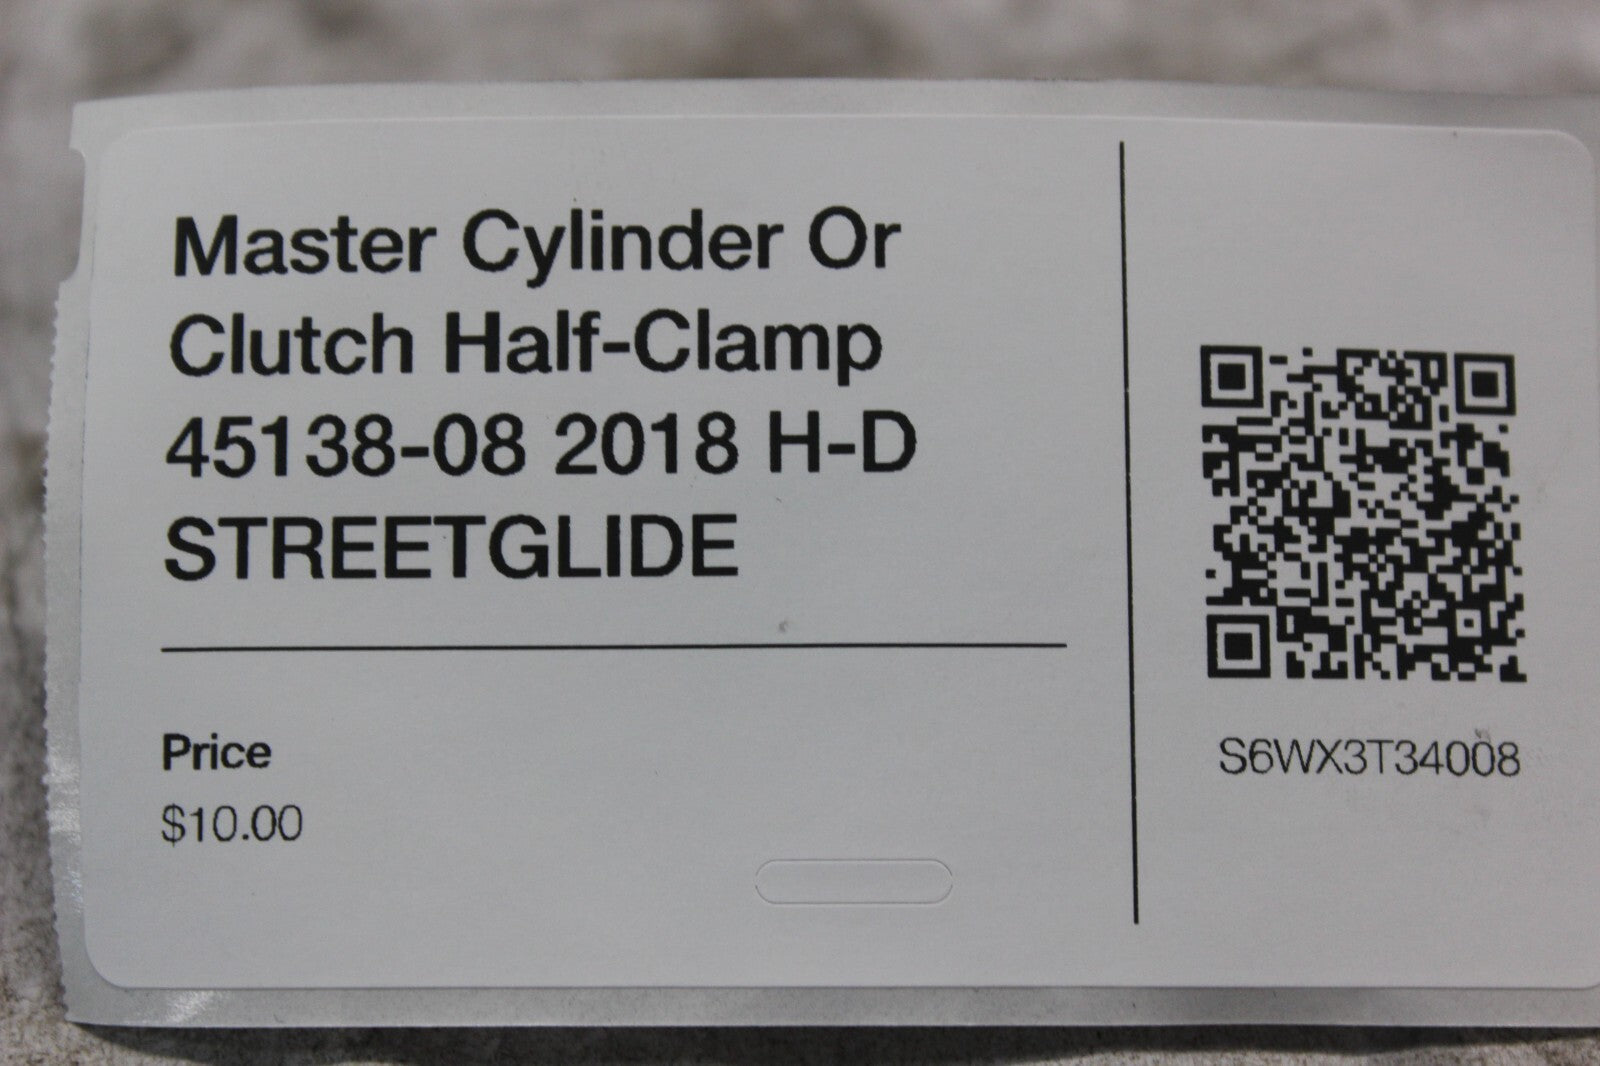 Master Cylinder Or
Clutch Half-Clamp
45138-08 2018 H-D
STREETGLIDE
Price
$10.00
S6WX3T34008